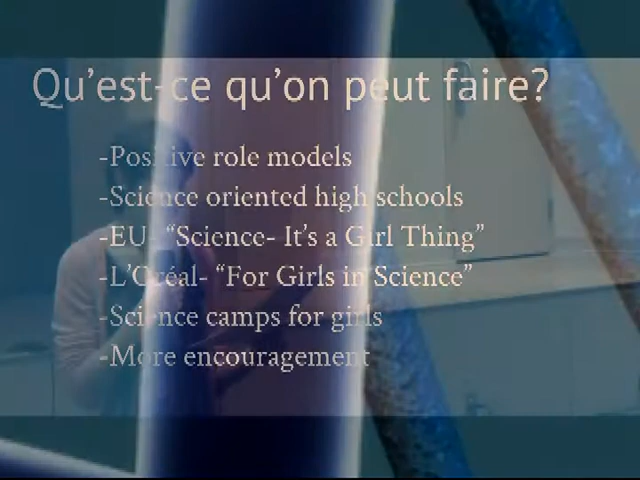 Qu'est-ce qu'on peut faire?
-Positive role models
-Science oriented high schools
-EU- “Science- It's a Girl Thing”
-L'Oréal- “For Girls in Science”
-Science camps for girls
-More encouragement